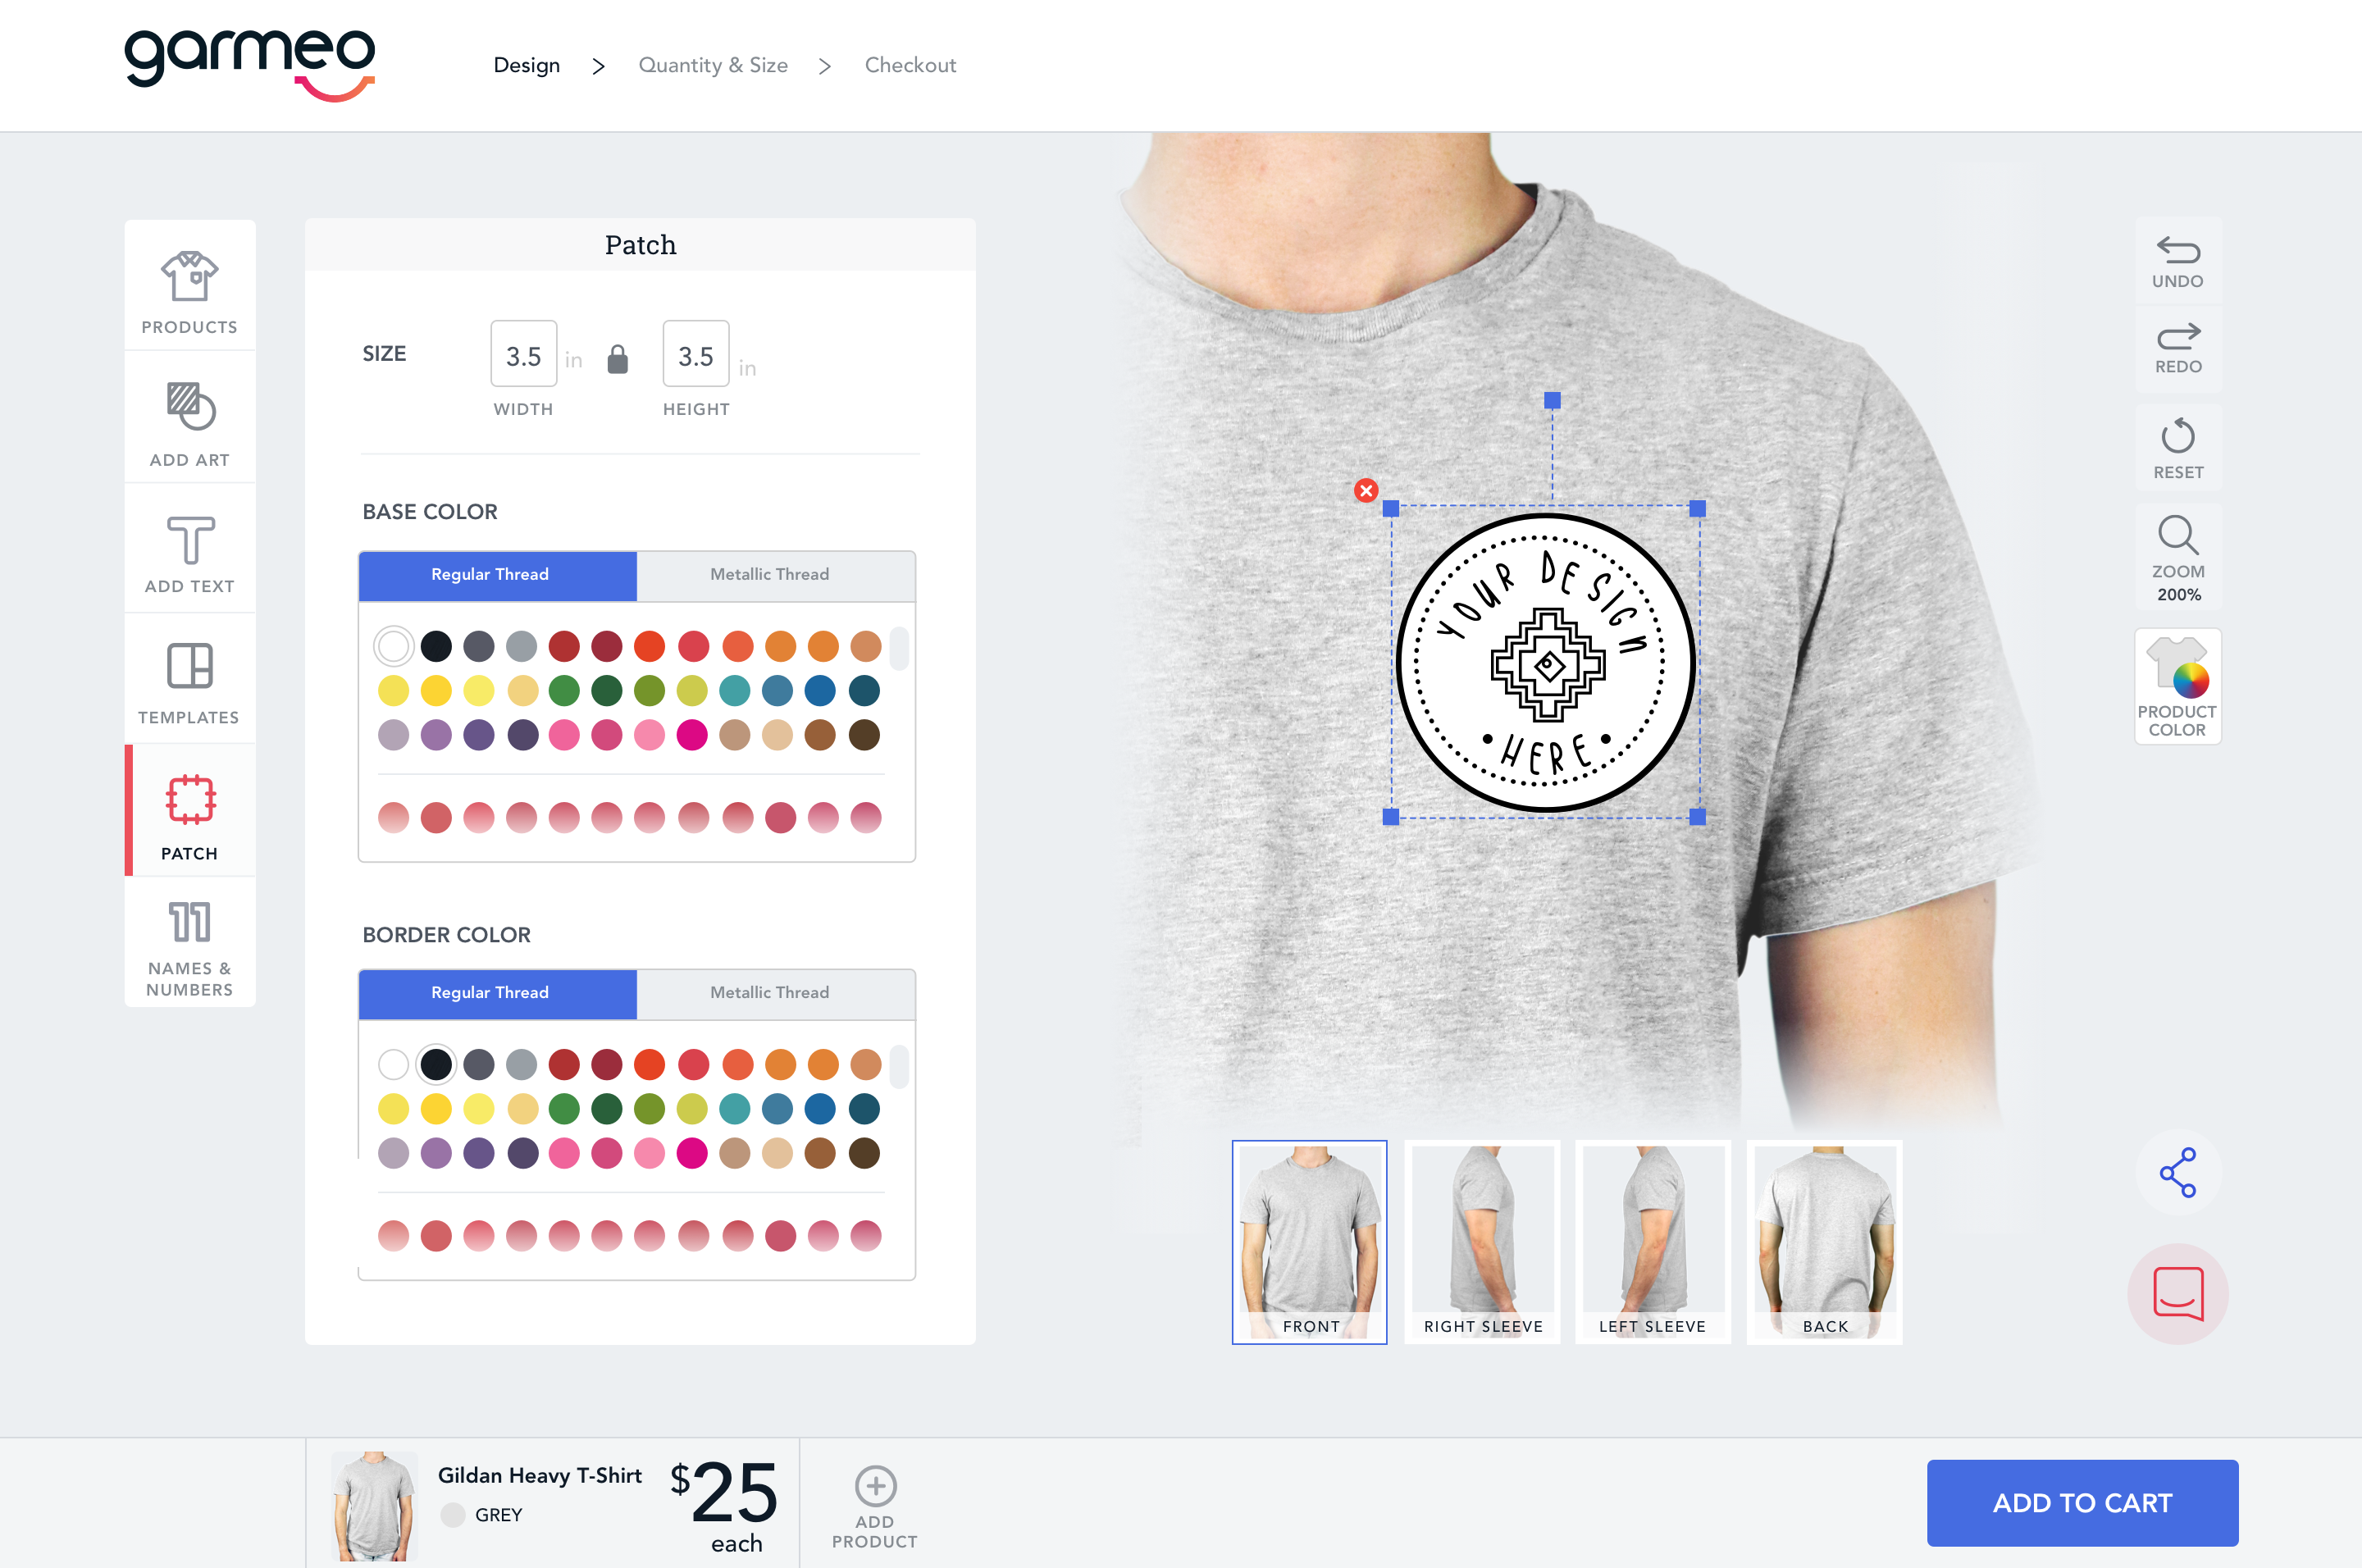 garmeo
Design > Quantity & Size > Checkout
PRODUCTS
ADD ART
ADD TEXT
TEMPLATES
PATCH
NAMES &
NUMBERS
Patch
SIZE
3.5 in
3.5 in
WIDTH
HEIGHT
BASE COLOR
Regular Thread
Metallic Thread
BORDER COLOR
Regular Thread
Metallic Thread
YOUR DESIGN
• HERE •
UNDO
REDO
RESET
ZOOM
200%
PRODUCT
COLOR
FRONT
RIGHT SLEEVE
LEFT SLEEVE
BACK
Gildan Heavy T-Shirt
GREY
$25
each
ADD
PRODUCT
ADD TO CART